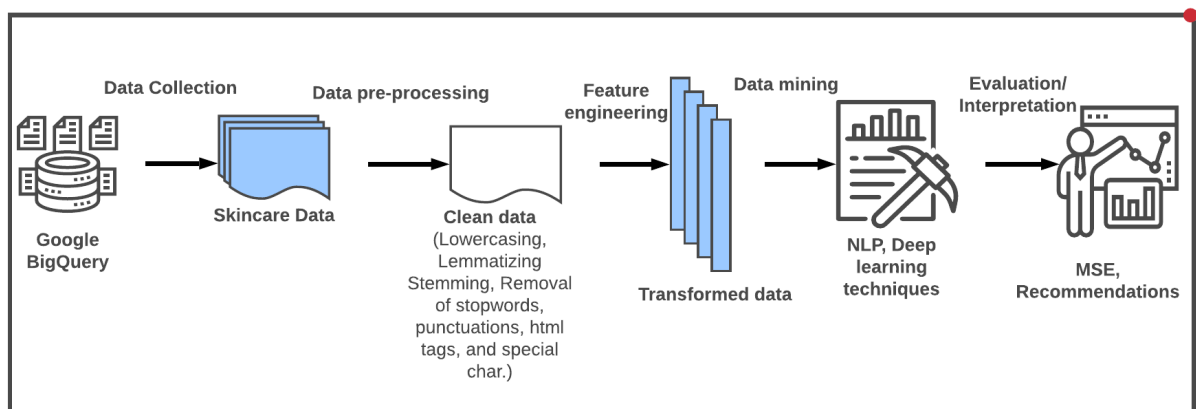 Data Collection
Data pre-processing
Feature
engineering
Data mining
Evaluation/
Interpretation
Google
BigQuery
Skincare Data
Clean data
(Lowercasing,
Lemmatizing
Stemming, Removal
of stopwords,
punctuations, html
tags, and special
char.)
Transformed data
NLP, Deep
learning
techniques
MSE,
Recommendations